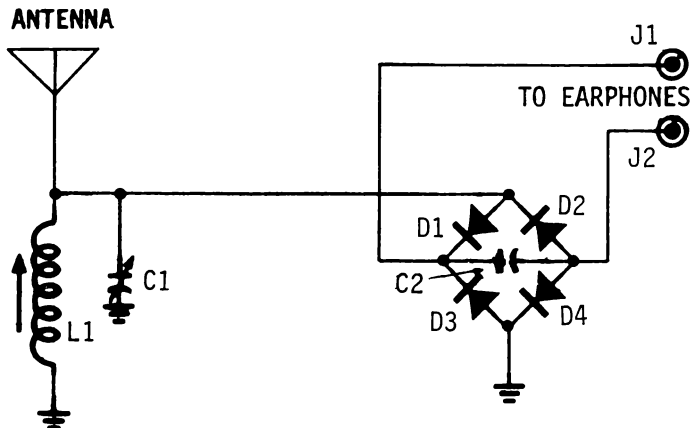 ANTENNA
J1
TO EARPHONES
J2
D1
D2
C1
C2
L1
D3
D4